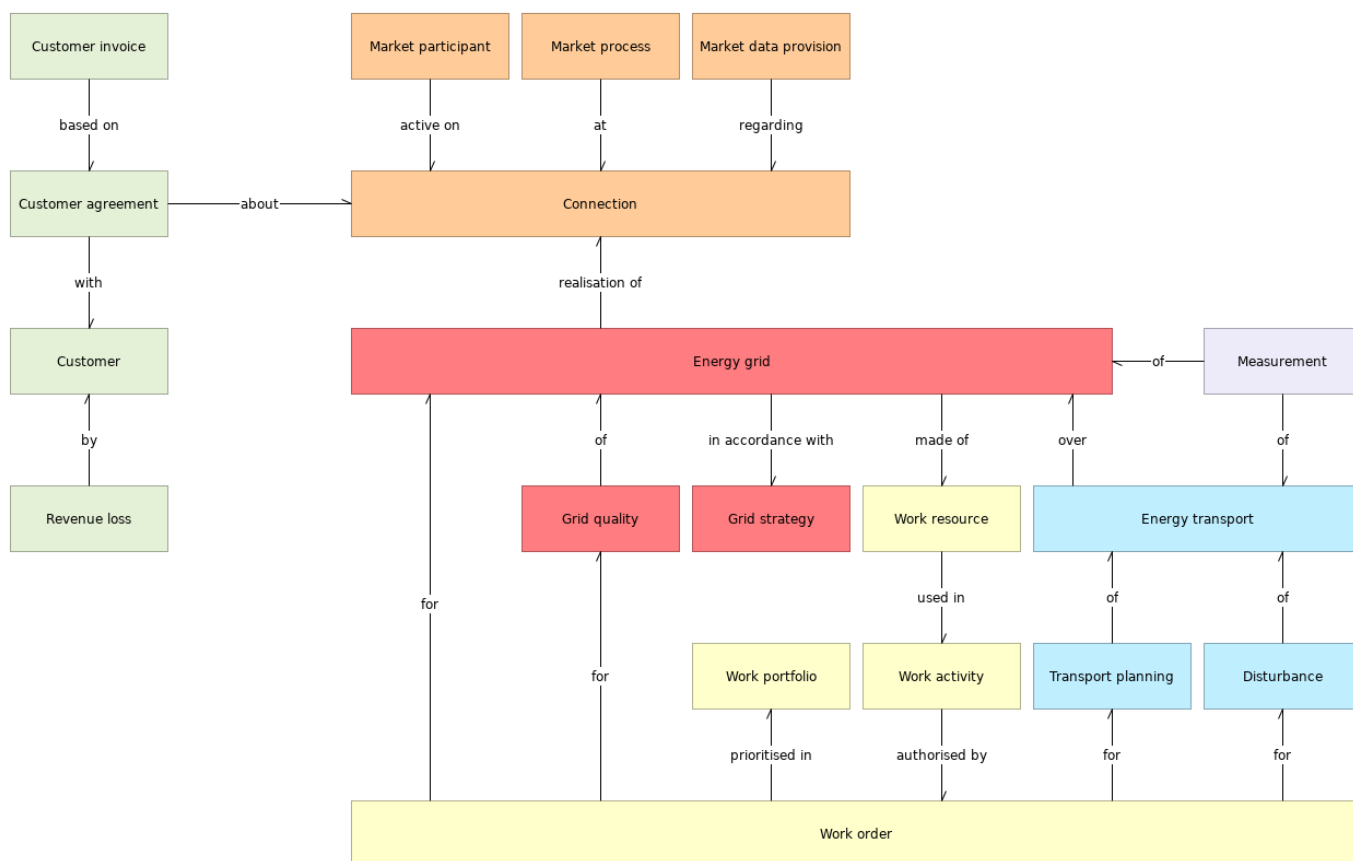 Customer invoice
Market participant
Market process
Market data provision
based on
active on
at
regarding
Customer agreement
about
Connection
with
realisation of
Customer
Energy grid
of
Measurement
by
of
in accordance with
made of
over
of
Revenue loss
Grid quality
Grid strategy
Work resource
Energy transport
for
used in
of
of
for
Work portfolio
Work activity
Transport planning
Disturbance
prioritised in
authorised by
for
for
Work order